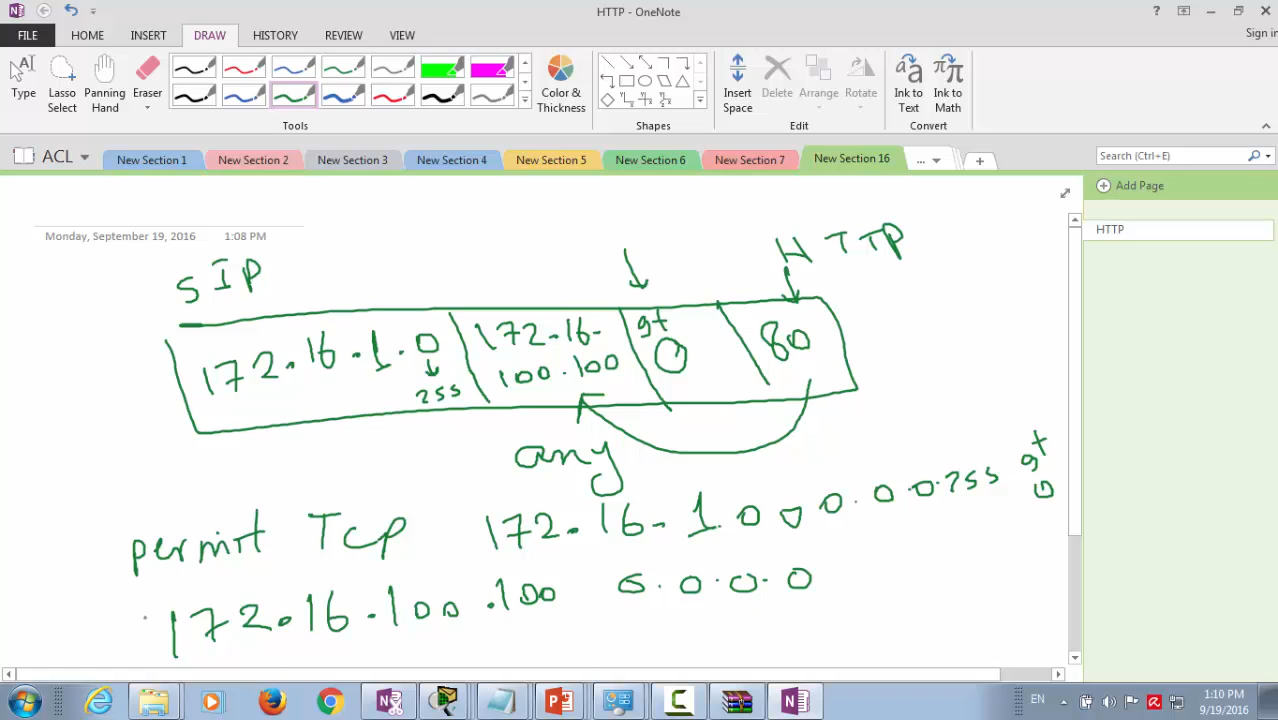 HTTP - OneNote
Sign in
FILE HOME INSERT DRAW HISTORY REVIEW VIEW
Type
Lasso Select
Panning Hand
Eraser
Color & Thickness
Insert Space
Delete
Arrange
Rotate
Ink to Text
Ink to Math
Tools
Shapes
Edit
Convert
ACL
New Section 1
New Section 2
New Section 3
New Section 4
New Section 5
New Section 6
New Section 7
New Section 16
...
Search (Ctrl+E)
Add Page
HTTP
Monday, September 19, 2016 1:08 PM
SIP
HTTP
172.16.1.0
255
172.16.
100.100
gt
0
80
any
permit TCP 172.16.1.0 0.0.0.255 gt 0
172.16.100.100 0.0.0.0
EN
1:10 PM
9/19/2016